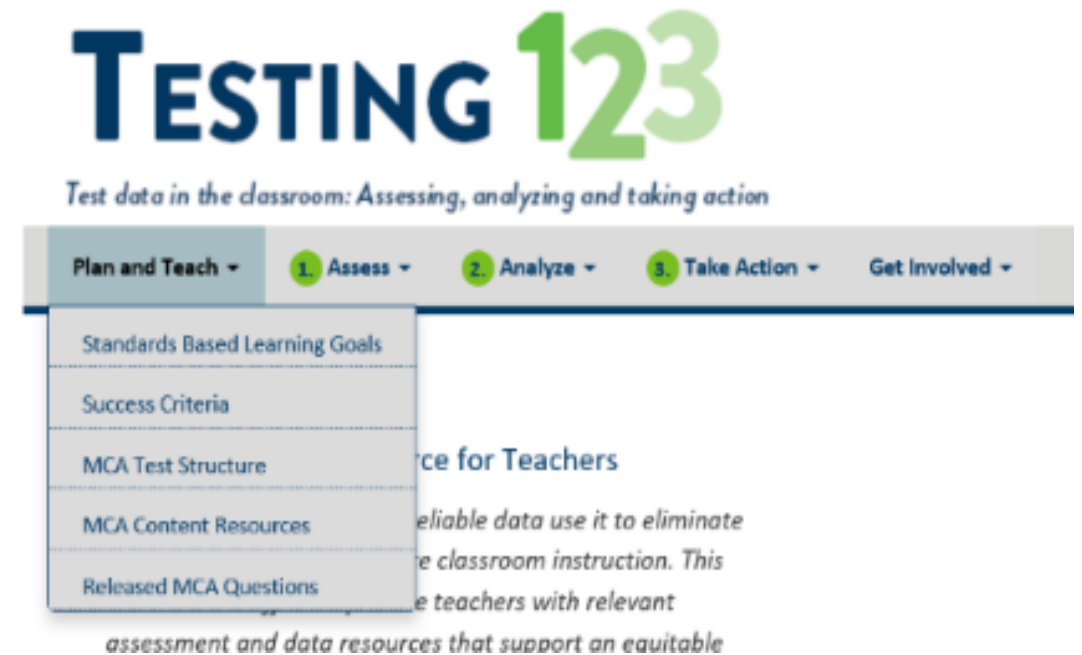 TESTING 123
Test data in the classroom: Assessing, analyzing and taking action
Plan and Teach 1. Assess 2. Analyze 3. Take Action Get Involved
Standards Based Learning Goals
Success Criteria
MCA Test Structure
rce for Teachers
MCA Content Resources
eliable data use it to eliminate
e classroom instruction. This
Released MCA Questions
e teachers with relevant
assessment and data resources that support an equitable